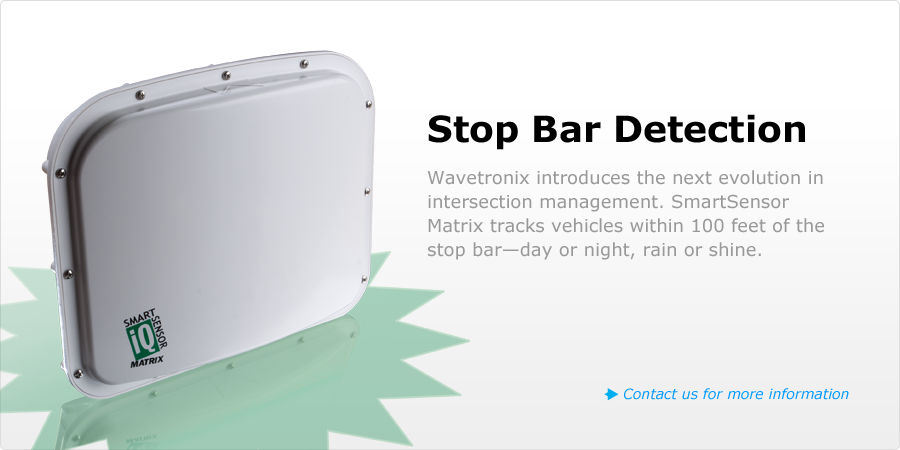 Stop Bar Detection
Wavetronix introduces the next evolution in
intersection management. SmartSensor
Matrix tracks vehicles within 100 feet of the
stop bar—day or night, rain or shine.
SMART
SENSOR
iQ
MATRIX
Contact us for more information